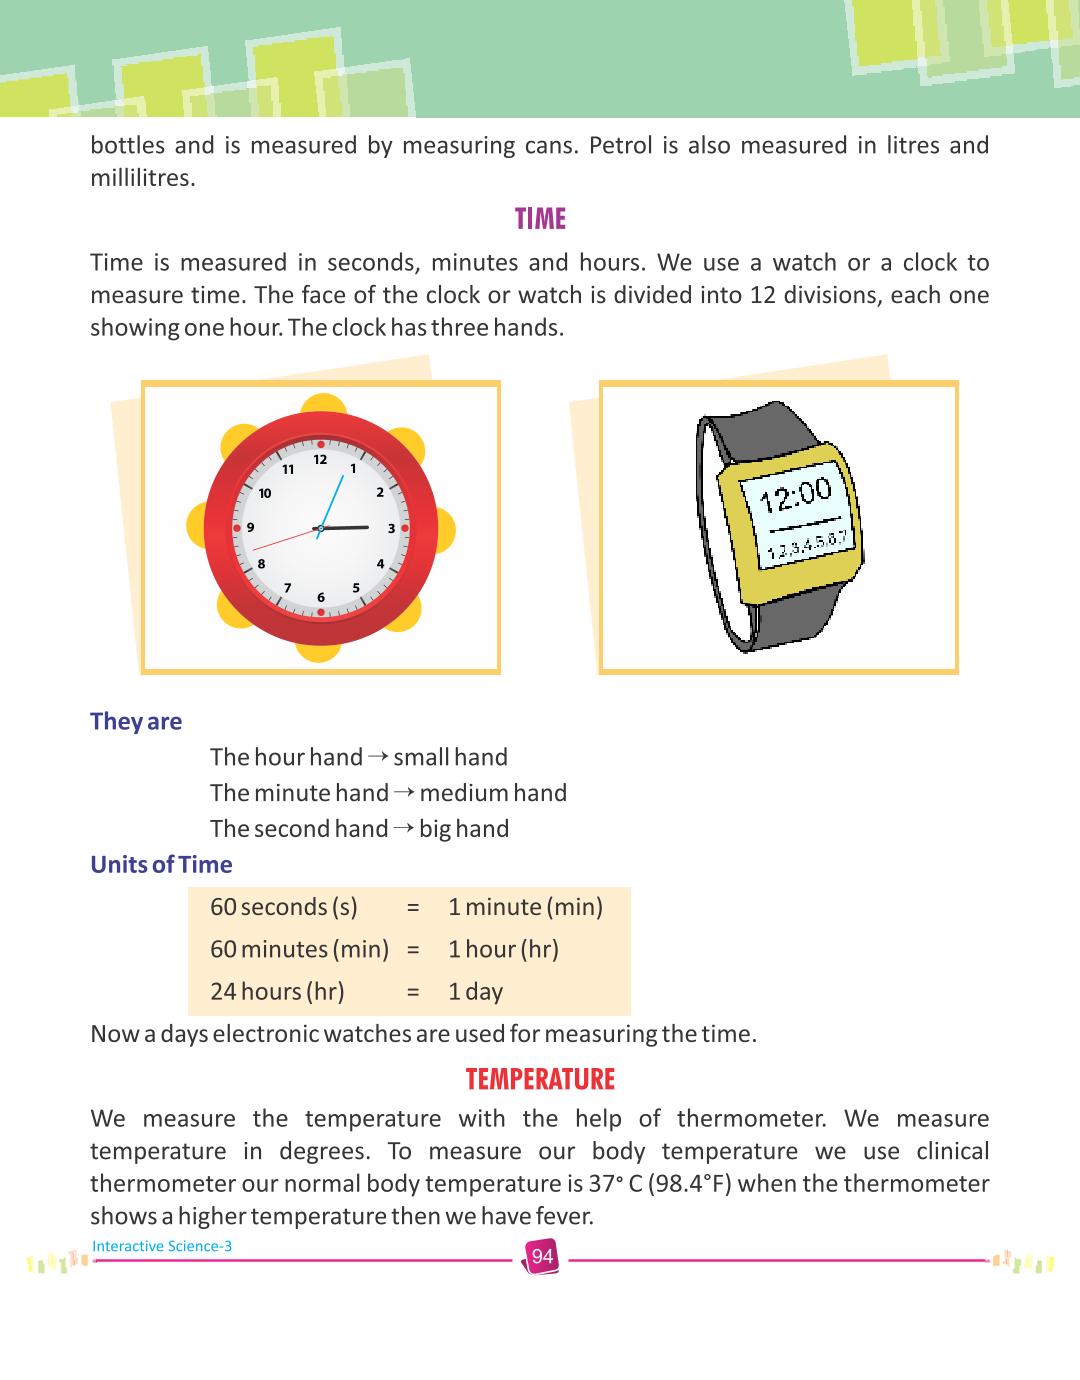 bottles and is measured by measuring cans. Petrol is also measured in litres and
millilitres.
TIME
Time is measured in seconds, minutes and hours. We use a watch or a clock to
measure time. The face of the clock or watch is divided into 12 divisions, each one
showing one hour. The clock has three hands.
12
1
2
3
4
5
6
7
8
9
10
11
12:00
1,2,3,4,5,6,7
They are
The hour hand → small hand
The minute hand → medium hand
The second hand → big hand
Units of Time
60 seconds (s) = 1 minute (min)
60 minutes (min) = 1 hour (hr)
24 hours (hr) = 1 day
Now a days electronic watches are used for measuring the time.
TEMPERATURE
We measure the temperature with the help of thermometer. We measure
temperature in degrees. To measure our body temperature we use clinical
thermometer our normal body temperature is 37° C (98.4°F) when the thermometer
shows a higher temperature then we have fever.
Interactive Science-3
94